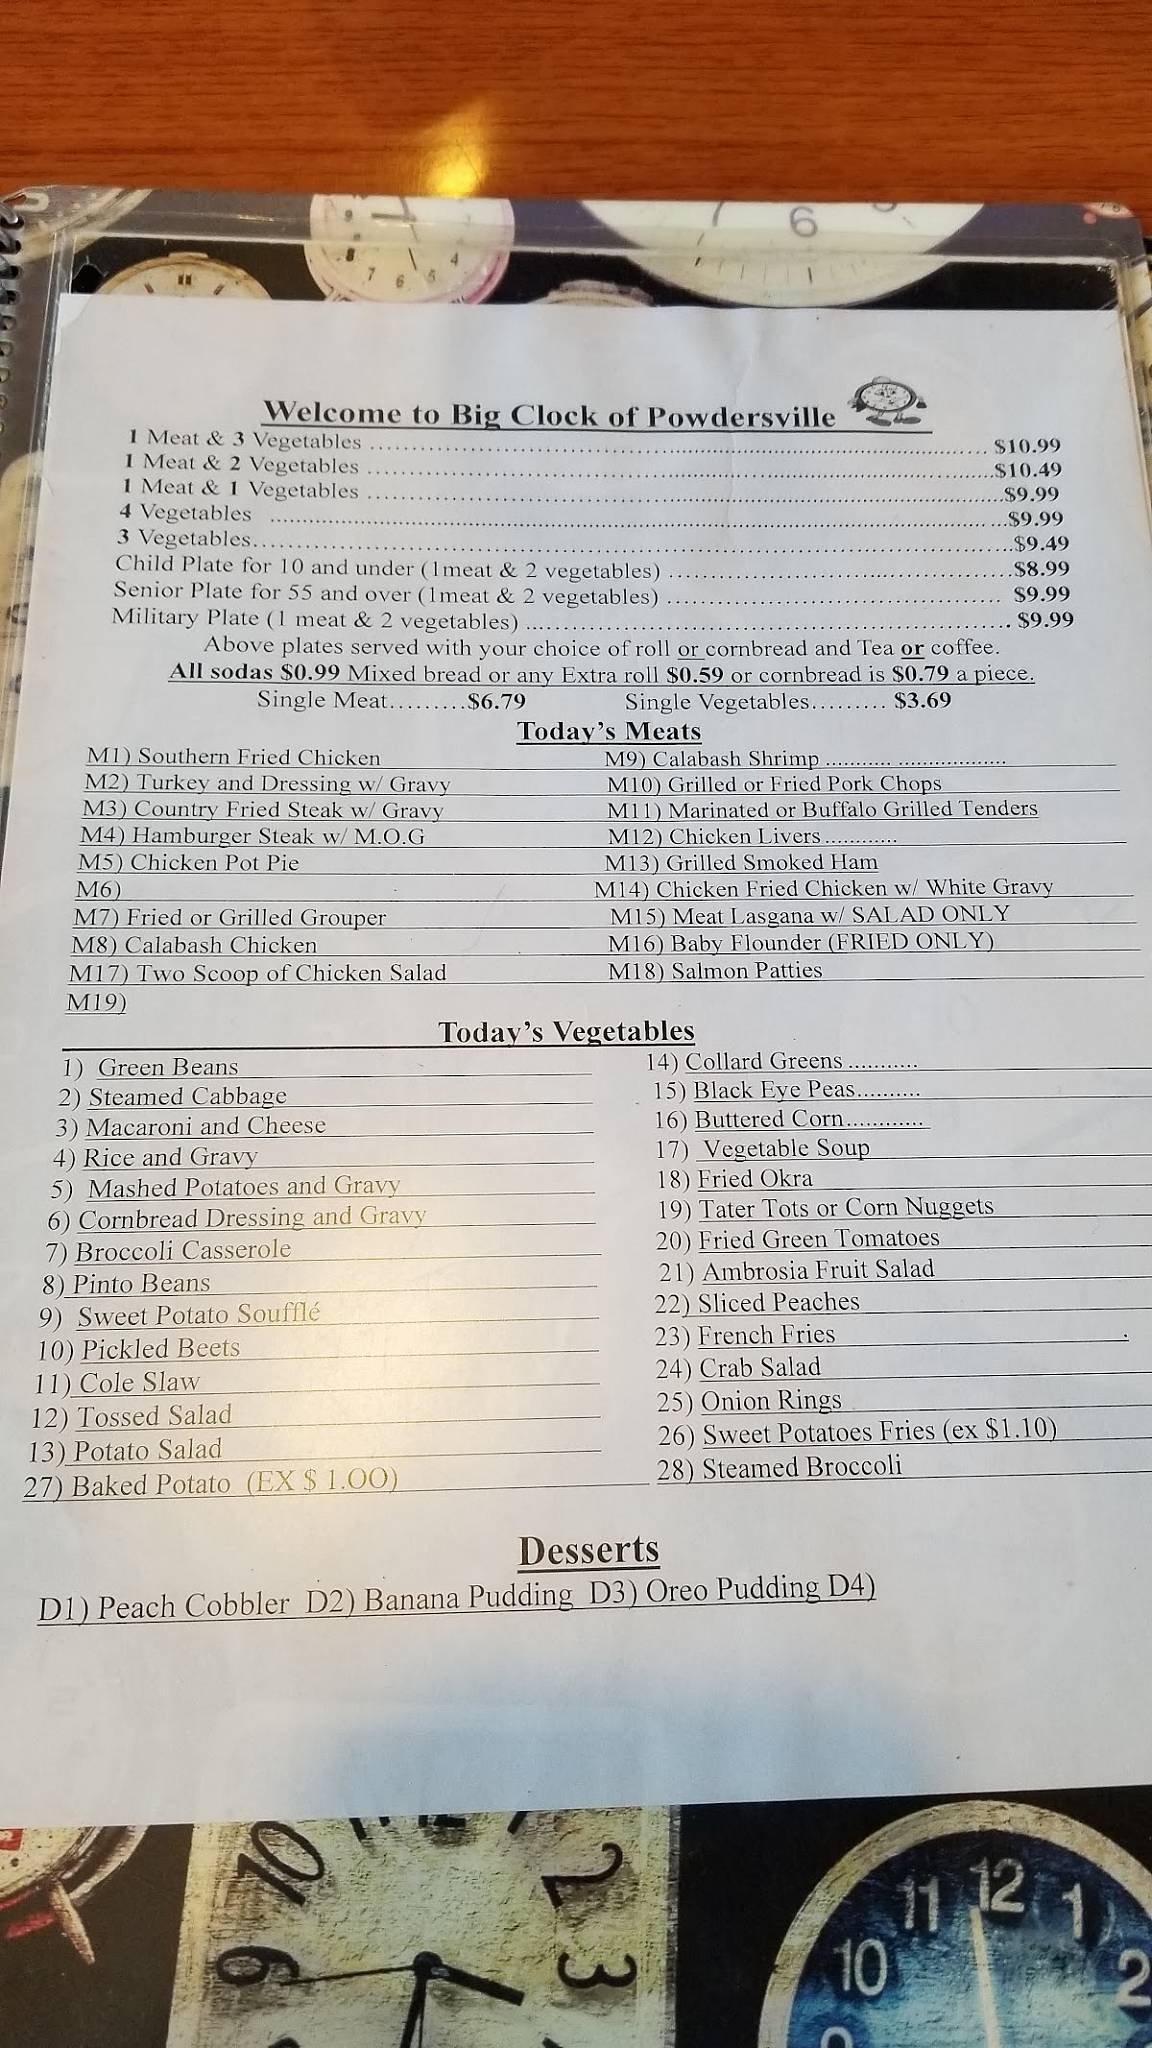 Welcome to Big Clock of Powdersville
1 Meat & 3 Vegetables ........................ $10.99
1 Meat & 2 Vegetables ........................ $10.49
1 Meat & 1 Vegetables ........................ $9.99
4 Vegetables ........................ $9.99
3 Vegetables........................ $9.49
Child Plate for 10 and under (1meat & 2 vegetables) ........................ $8.99
Senior Plate for 55 and over (1meat & 2 vegetables) ........................ $9.99
Military Plate (1 meat & 2 vegetables) ........................ $9.99
Above plates served with your choice of roll or cornbread and Tea or coffee.
All sodas $0.99 Mixed bread or any Extra roll $0.59 or cornbread is $0.79 a piece.
Single Meat.........$6.79 Single Vegetables......... $3.69
Today's Meats
M1) Southern Fried Chicken M9) Calabash Shrimp ........... ..................
M2) Turkey and Dressing w/ Gravy M10) Grilled or Fried Pork Chops
M3) Country Fried Steak w/ Gravy M11) Marinated or Buffalo Grilled Tenders
M4) Hamburger Steak w/ M.O.G M12) Chicken Livers............
M5) Chicken Pot Pie M13) Grilled Smoked Ham
M6) M14) Chicken Fried Chicken w/ White Gravy
M7) Fried or Grilled Grouper M15) Meat Lasgana w/ SALAD ONLY
M8) Calabash Chicken M16) Baby Flounder (FRIED ONLY)
M17) Two Scoop of Chicken Salad M18) Salmon Patties
M19)
Today's Vegetables
1) Green Beans 14) Collard Greens ...........
2) Steamed Cabbage 15) Black Eye Peas..........
3) Macaroni and Cheese 16) Buttered Corn............
4) Rice and Gravy 17) Vegetable Soup
5) Mashed Potatoes and Gravy 18) Fried Okra
6) Cornbread Dressing and Gravy 19) Tater Tots or Corn Nuggets
7) Broccoli Casserole 20) Fried Green Tomatoes
8) Pinto Beans 21) Ambrosia Fruit Salad
9) Sweet Potato Soufflé 22) Sliced Peaches
10) Pickled Beets 23) French Fries
11) Cole Slaw 24) Crab Salad
12) Tossed Salad 25) Onion Rings
13) Potato Salad 26) Sweet Potatoes Fries (ex $1.10)
27) Baked Potato (EX $ 1.OO) 28) Steamed Broccoli
Desserts
D1) Peach Cobbler D2) Banana Pudding D3) Oreo Pudding D4)